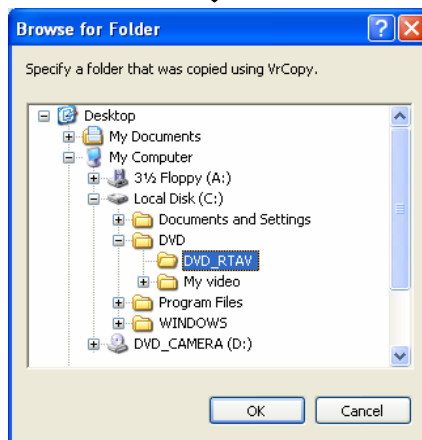 Browse for Folder
Specify a folder that was copied using VrCopy.
Desktop
My Documents
My Computer
3½ Floppy (A:)
Local Disk (C:)
Documents and Settings
DVD
DVD_RTAV
My video
Program Files
WINDOWS
DVD_CAMERA (D:)
OK Cancel